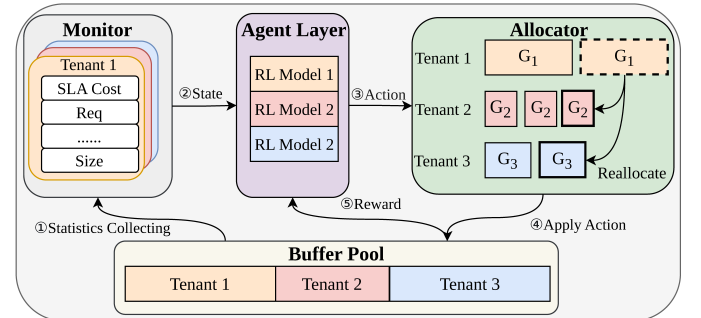 Monitor
Tenant 1
SLA Cost
Req
......
Size
②State
Agent Layer
RL Model 1
RL Model 2
RL Model 2
③Action
Allocator
Tenant 1
G1
G1
Tenant 2
G2
G2
G2
Tenant 3
G3
G3
Reallocate
①Statistics Collecting
⑤Reward
④Apply Action
Buffer Pool
Tenant 1
Tenant 2
Tenant 3